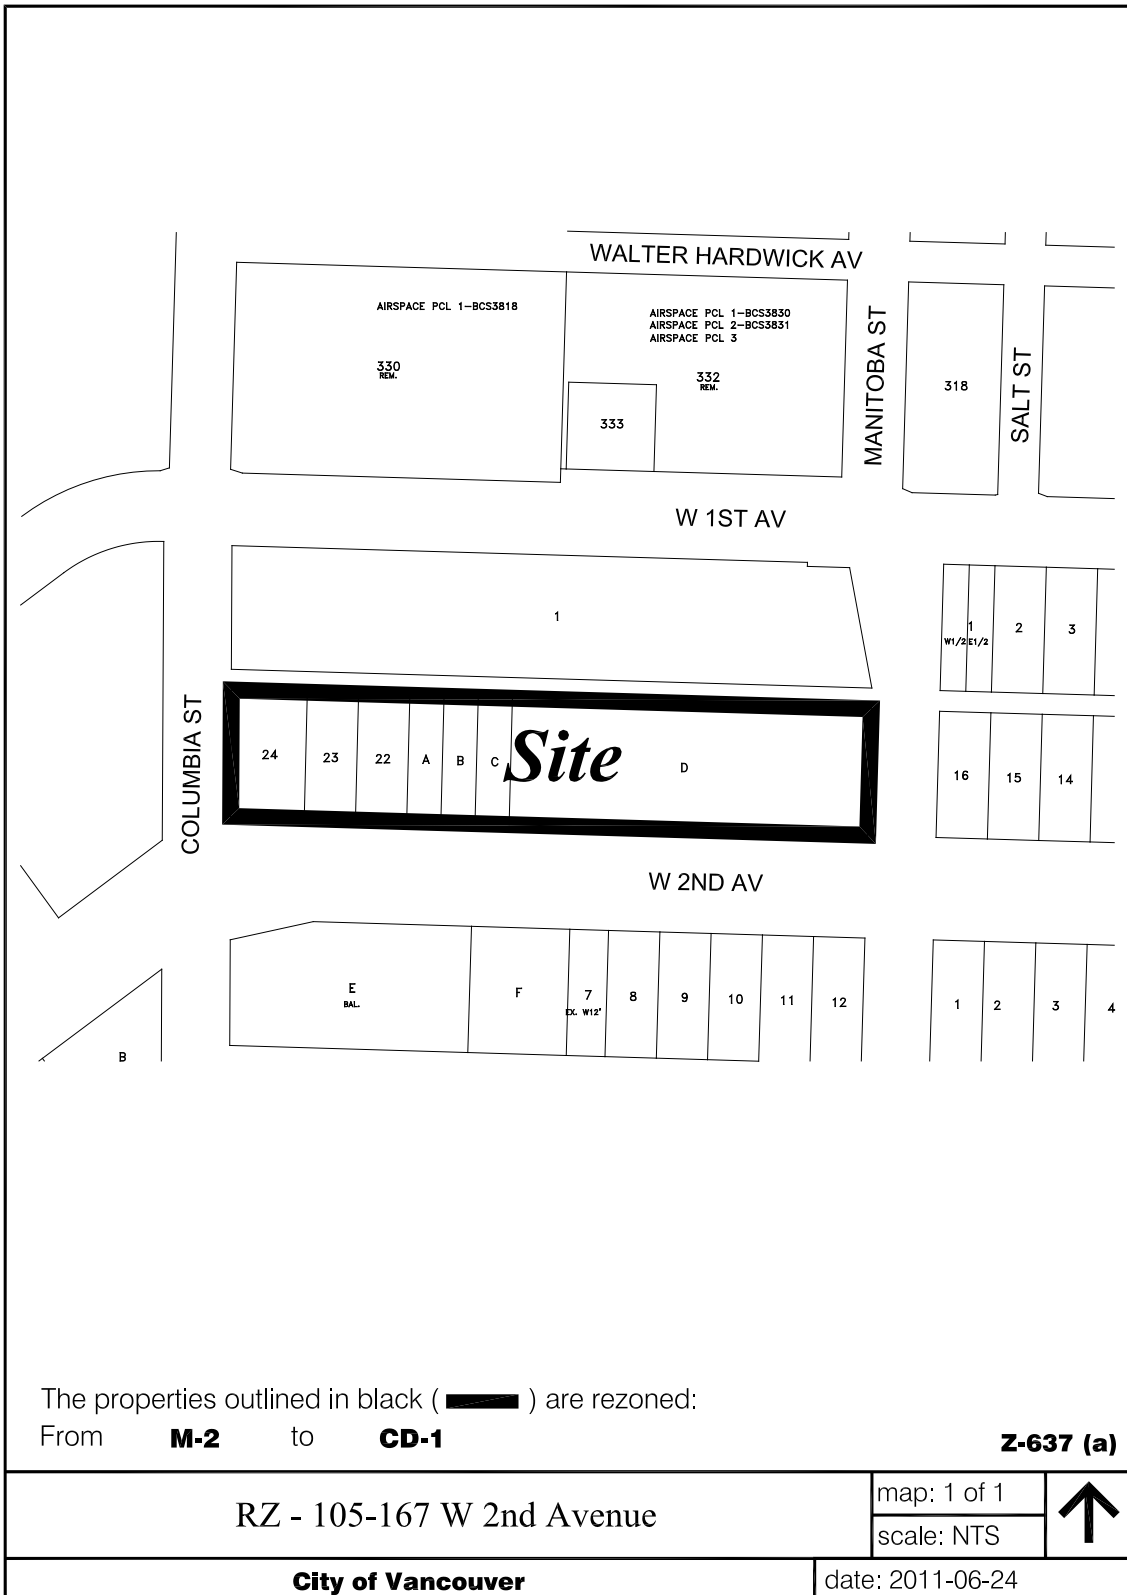 WALTER HARDWICK AV
AIRSPACE PCL 1-BCS3818
AIRSPACE PCL 1-BCS3830
AIRSPACE PCL 2-BCS3831
AIRSPACE PCL 3
330
REM.
332
REM.
333
318
MANITOBA ST
SALT ST
W 1ST AV
1
1
W1/2 E1/2
2
3
COLUMBIA ST
24
23
22
A
B
C
Site
D
16
15
14
W 2ND AV
E
BAL.
F
7
EX. W12'
8
9
10
11
12
1
2
3
4
B
The properties outlined in black ( ) are rezoned:
From M-2 to CD-1
Z-637 (a)
RZ - 105-167 W 2nd Avenue
map: 1 of 1
scale: NTS
City of Vancouver
date: 2011-06-24